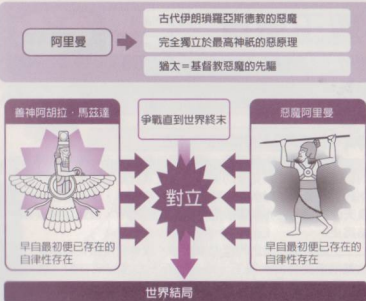 阿里曼
古代伊朗瑣羅亞斯德教的惡魔
完全獨立於最高神祇的惡原理
猶太=基督教惡魔的先驅
善神阿胡拉・馬茲達
爭戰直到世界終末
惡魔阿里曼
對立
早自最初便已存在的
自律性存在
早自最初便已存在的
自律性存在
世界結局